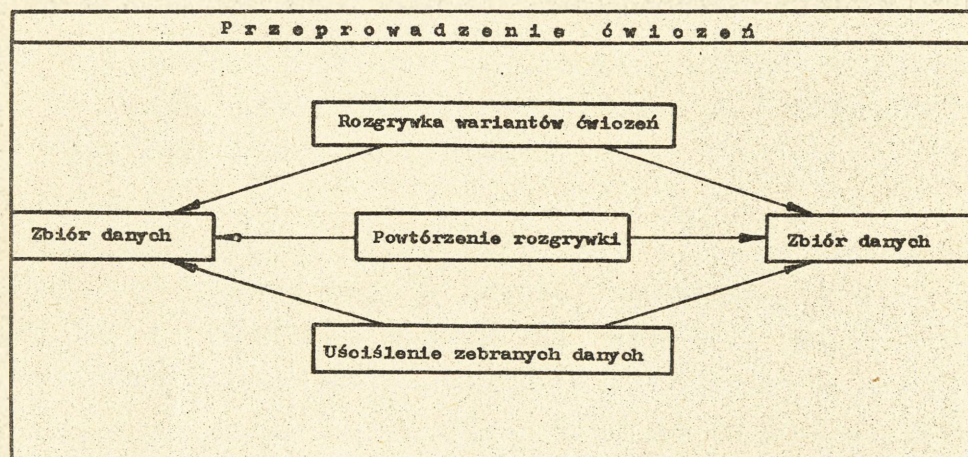 Przeprowadzenie ćwiczeń
Rozgrywka wariantów ćwiczeń
Zbiór danych
Powtórzenie rozgrywki
Zbiór danych
Uściślenie zebranych danych